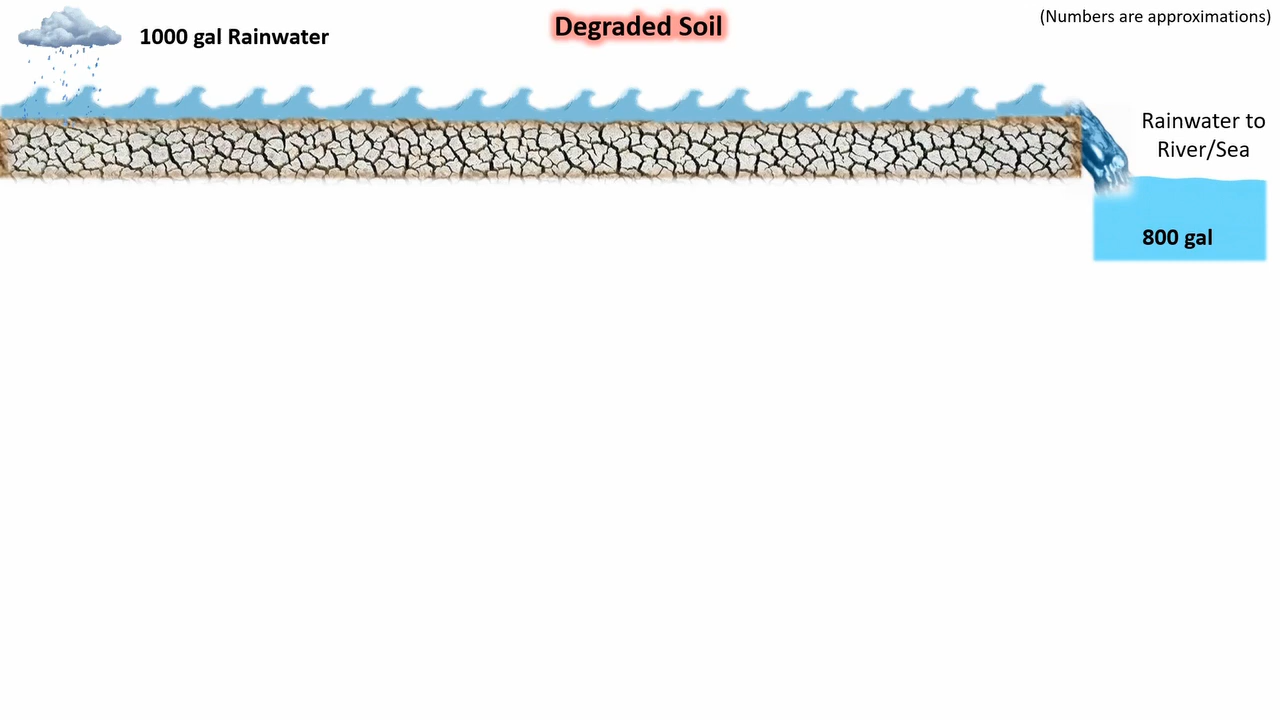 1000 gal Rainwater
Degraded Soil
(Numbers are approximations)
Rainwater to
River/Sea
800 gal